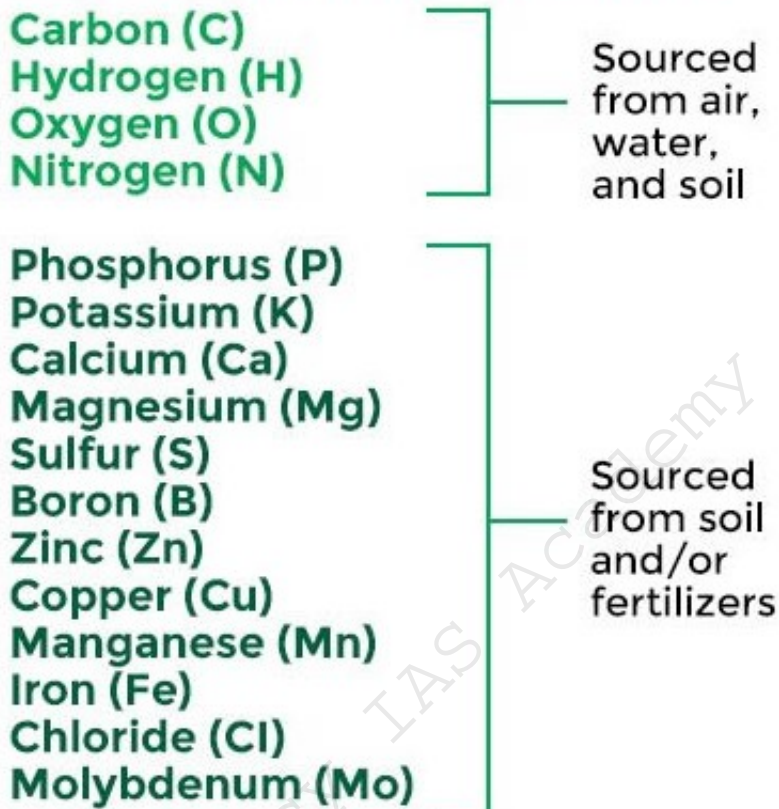 Carbon (C)
Hydrogen (H)
Oxygen (O)
Nitrogen (N)
Sourced
from air,
water,
and soil
Phosphorus (P)
Potassium (K)
Calcium (Ca)
Magnesium (Mg)
Sulfur (S)
Boron (B)
Zinc (Zn)
Copper (Cu)
Manganese (Mn)
Iron (Fe)
Chloride (Cl)
Molybdenum (Mo)
Sourced
from soil
and/or
fertilizers
IAS Academy